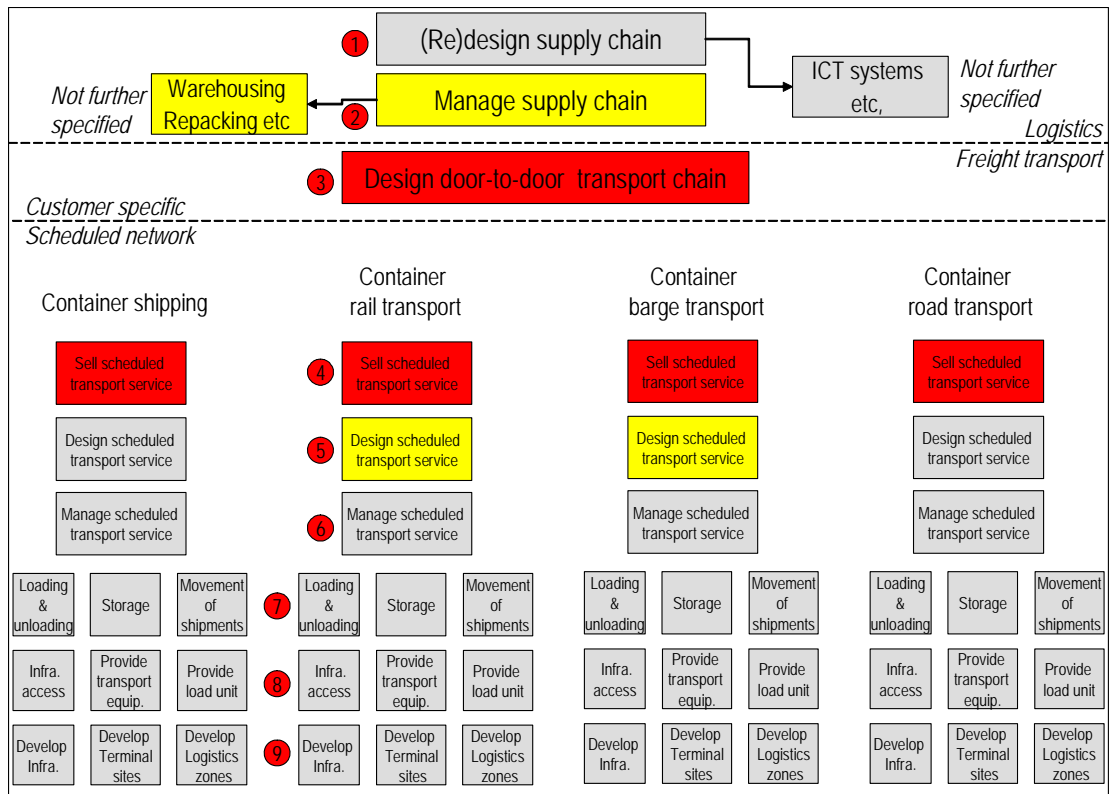 1
(Re)design supply chain
ICT systems
etc,
Not further
specified
Not further
specified
Warehousing
Repacking etc
2
Manage supply chain
Logistics
Freight transport
3
Design door-to-door transport chain
Customer specific
Scheduled network
Container shipping
Container
rail transport
Container
barge transport
Container
road transport
Sell scheduled
transport service
4
Sell scheduled
transport service
Sell scheduled
transport service
Sell scheduled
transport service
Design scheduled
transport service
5
Design scheduled
transport service
Design scheduled
transport service
Design scheduled
transport service
Manage scheduled
transport service
6
Manage scheduled
transport service
Manage scheduled
transport service
Manage scheduled
transport service
Loading
&
unloading
Storage
Movement
of
shipments
7
Loading
&
unloading
Storage
Movement
of
shipments
Loading
&
unloading
Storage
Movement
of
shipments
Loading
&
unloading
Storage
Movement
of
shipments
Infra.
access
Provide
transport
equip.
Provide
load unit
8
Infra.
access
Provide
transport
equip.
Provide
load unit
Infra.
access
Provide
transport
equip.
Provide
load unit
Infra.
access
Provide
transport
equip.
Provide
load unit
Develop
Infra.
Develop
Terminal
sites
Develop
Logistics
zones
9
Develop
Infra.
Develop
Terminal
sites
Develop
Logistics
zones
Develop
Infra.
Develop
Terminal
sites
Develop
Logistics
zones
Develop
Infra.
Develop
Terminal
sites
Develop
Logistics
zones